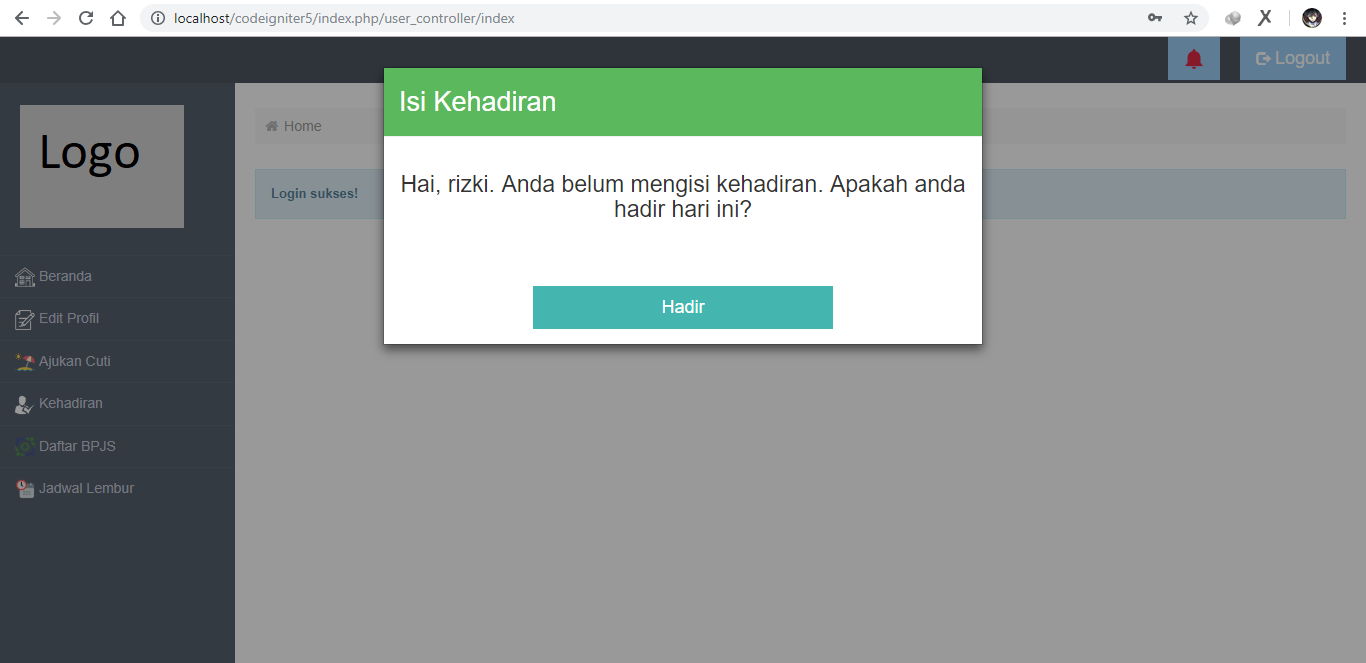 localhost/codeigniter5/index.php/user_controller/index
Logout
Logo
Home
Login sukses!
Isi Kehadiran
Hai, rizki. Anda belum mengisi kehadiran. Apakah anda
hadir hari ini?
Hadir
Beranda
Edit Profil
Ajukan Cuti
Kehadiran
Daftar BPJS
Jadwal Lembur